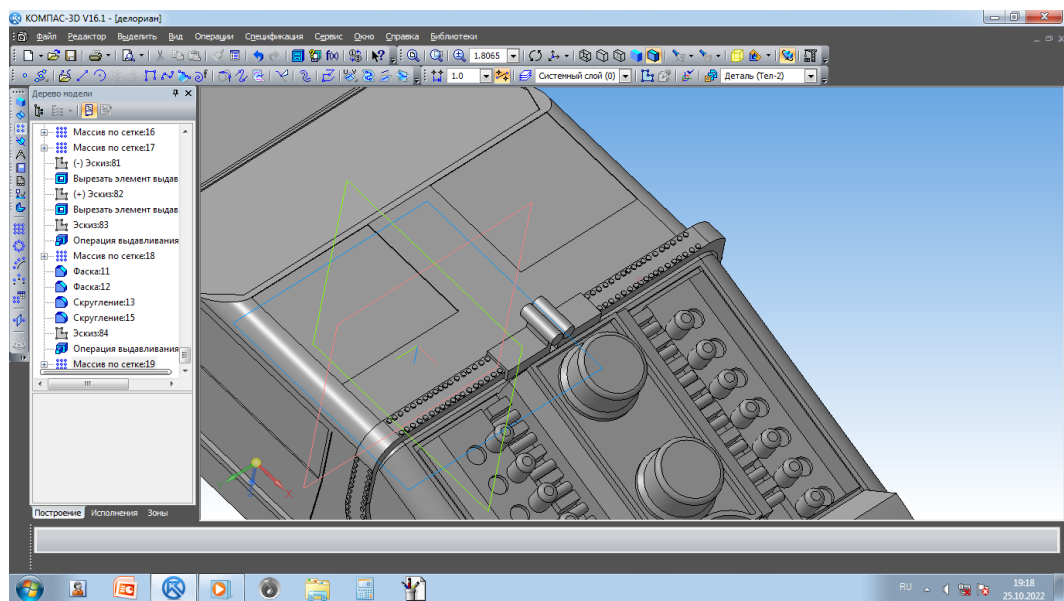 КОМПАС-3D V16.1 - [делориан]
Файл Редактор Выделить Вид Операции Спецификация Сервис Окно Справка Библиотеки
1.8065
1.0 Системный слой (0) Деталь (Тел-2)
Дерево модели
Массив по сетке:16
Массив по сетке:17
(-) Эскиз:81
Вырезать элемент выдав
(+) Эскиз:82
Вырезать элемент выдав
Эскиз:83
Операция выдавливания
Массив по сетке:18
Фаска:11
Фаска:12
Скругление:13
Скругление:15
Эскиз:84
Операция выдавливания
Массив по сетке:19
X
Построение Исполнения Зоны
RU
19:18
25.10.2022